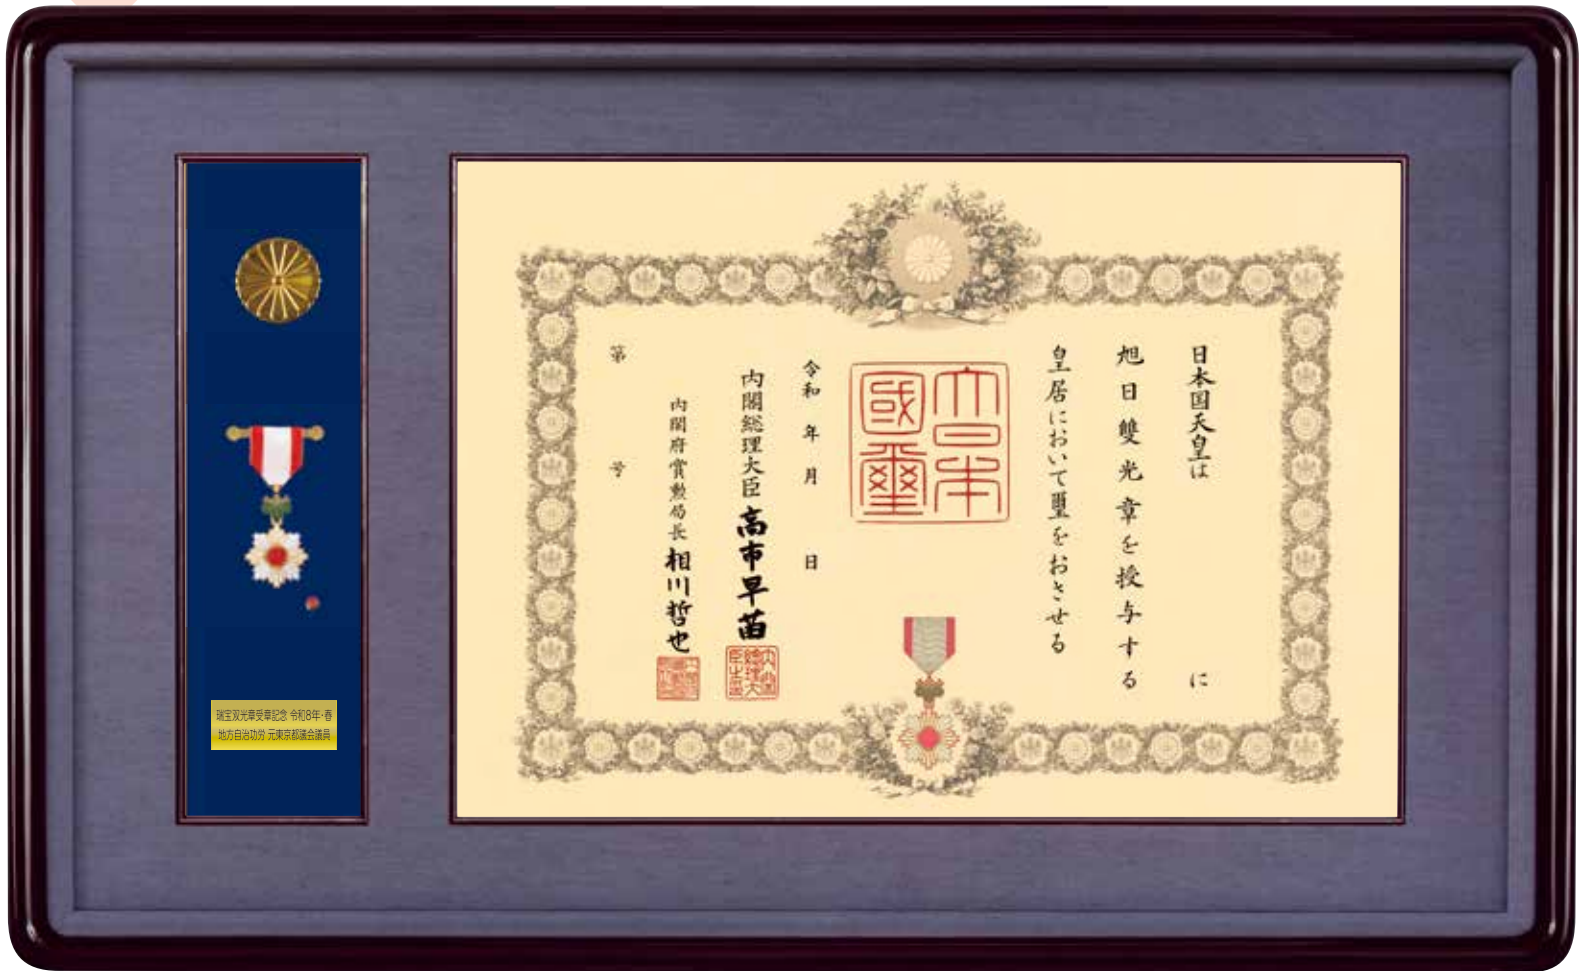 日本国天皇は　に
旭日雙光章を授与する
皇居において璽をおさせる
大日本
國璽
令和　年　月　日
内閣総理大臣 高市早苗
内閣府賞勲局長 相川哲也
第　号
瑞宝双光章受章記念 令和8年・春
地方自治功労 元東京都議会議員